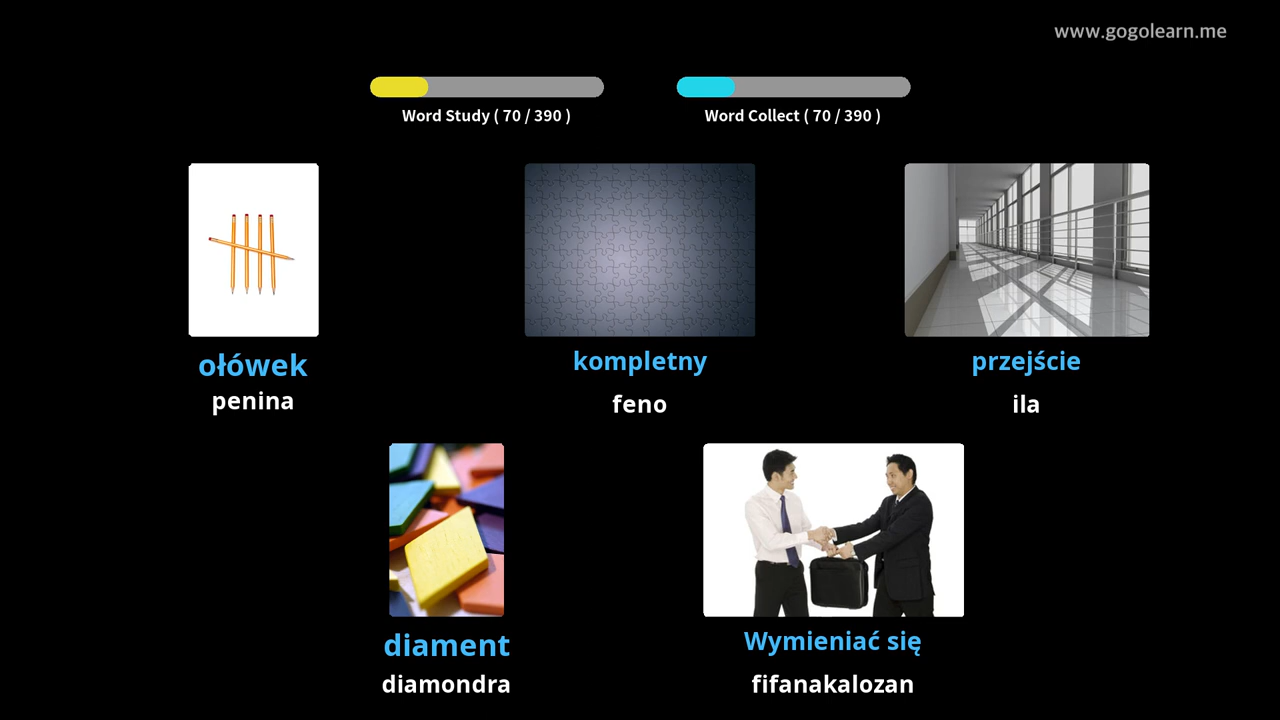 www.gogolearn.me
Word Study ( 70 / 390 )
Word Collect ( 70 / 390 )
ołówek
penina
kompletny
feno
przejście
ila
diament
diamondra
Wymieniać się
fifanakalozan